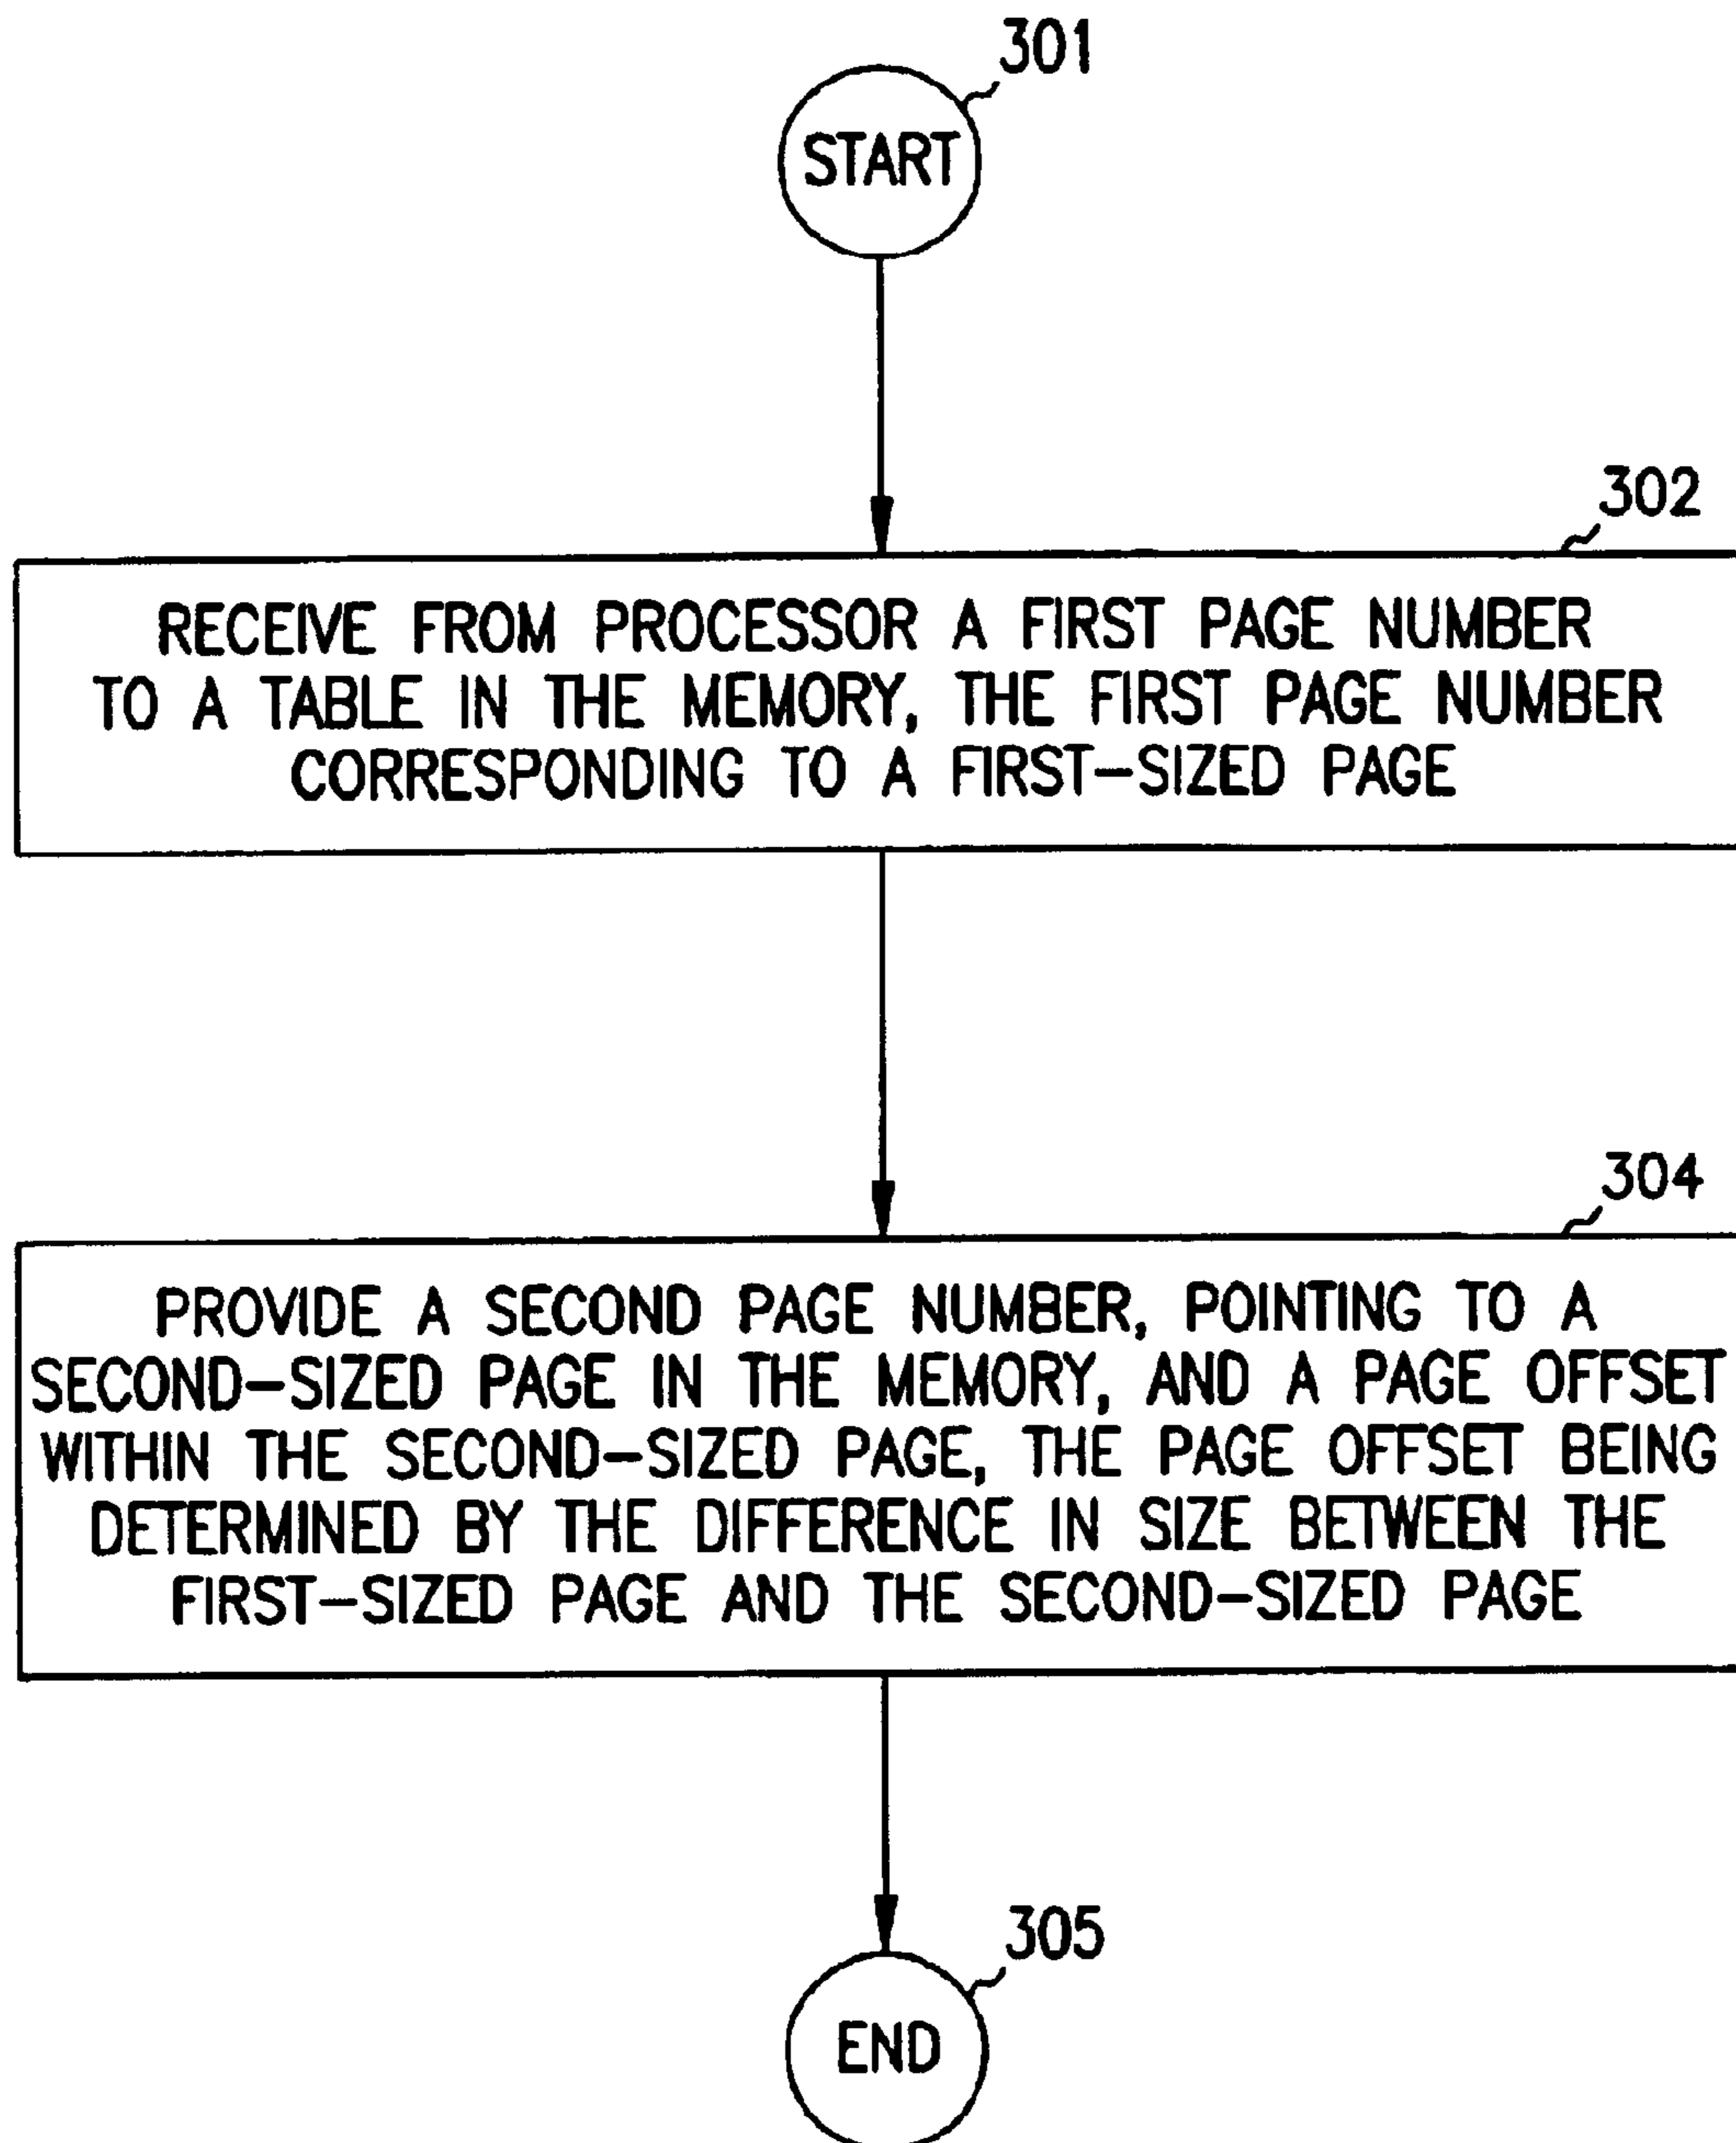 301
START
302
RECEIVE FROM PROCESSOR A FIRST PAGE NUMBER
TO A TABLE IN THE MEMORY, THE FIRST PAGE NUMBER
CORRESPONDING TO A FIRST-SIZED PAGE
304
PROVIDE A SECOND PAGE NUMBER, POINTING TO A
SECOND-SIZED PAGE IN THE MEMORY, AND A PAGE OFFSET
WITHIN THE SECOND-SIZED PAGE, THE PAGE OFFSET BEING
DETERMINED BY THE DIFFERENCE IN SIZE BETWEEN THE
FIRST-SIZED PAGE AND THE SECOND-SIZED PAGE
305
END